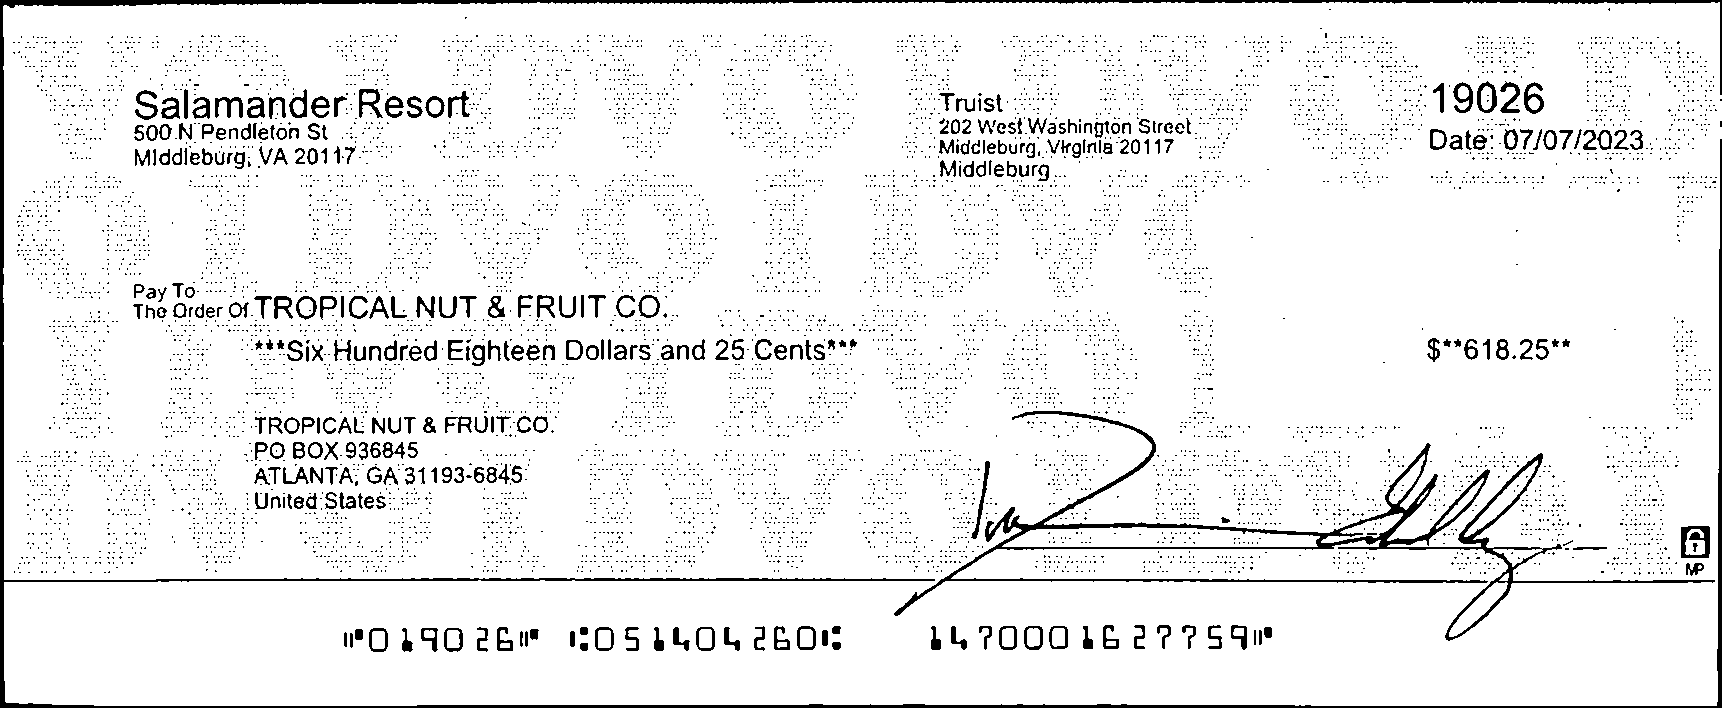 Salamander Resort
500 N Pendleton St
Middleburg, VA 20117
Truist
202 West Washington Street
Middleburg, Virginia 20117
Middleburg
19026
Date: 07/07/2023
Pay To
The Order Of TROPICAL NUT & FRUIT CO.
***Six Hundred Eighteen Dollars and 25 Cents***
$**618.25**
TROPICAL NUT & FRUIT CO.
PO BOX 936845
ATLANTA, GA 31193-6845
United States
MP
⑈019026⑈ ⑆051404260⑆ 1470001627759⑈